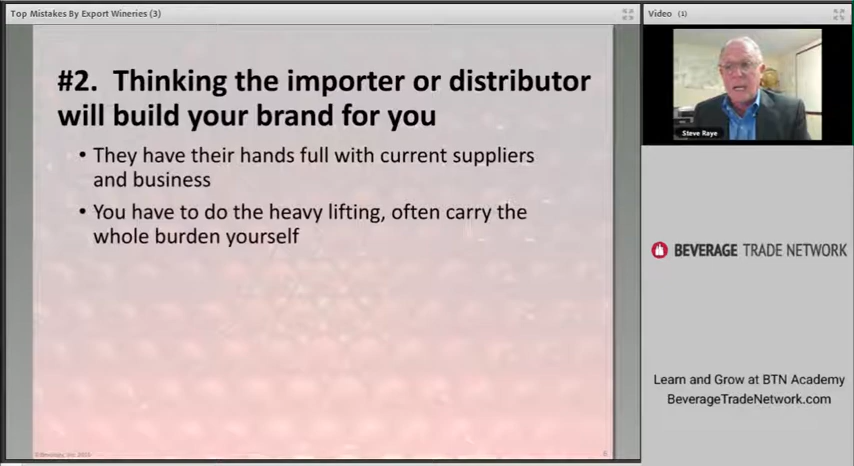 Top Mistakes By Export Wineries (3)
Video (1)
#2. Thinking the importer or distributor
will build your brand for you
• They have their hands full with current suppliers
and business
• You have to do the heavy lifting, often carry the
whole burden yourself
Steve Raye
BEVERAGE TRADE NETWORK
Learn and Grow at BTN Academy
BeverageTradeNetwork.com